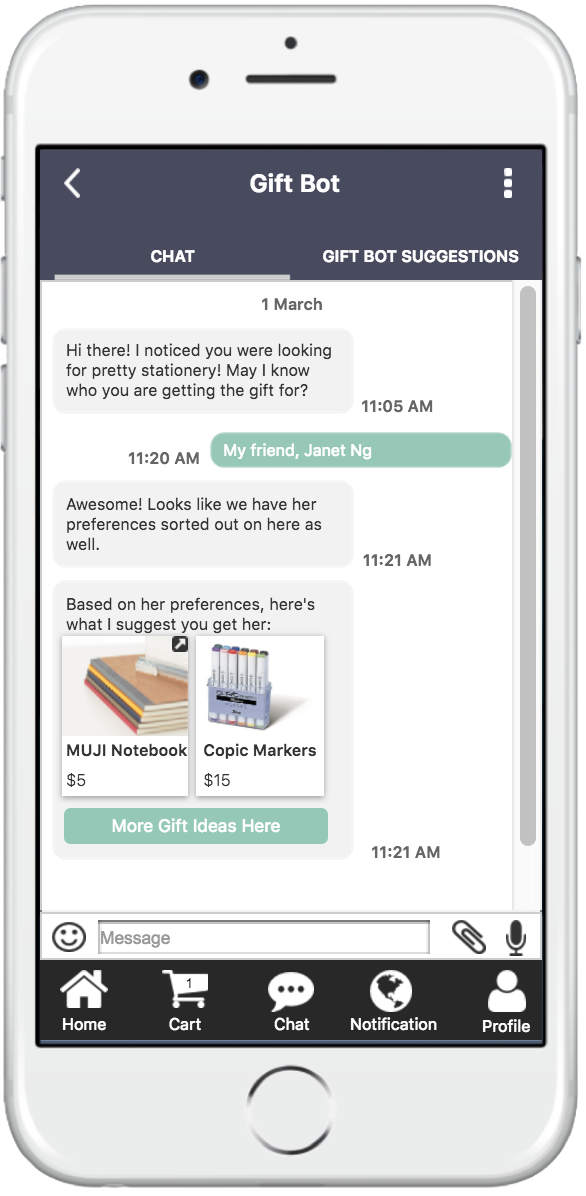 Gift Bot
CHAT
GIFT BOT SUGGESTIONS
1 March
Hi there! I noticed you were looking
for pretty stationery! May I know
who you are getting the gift for?
11:05 AM
11:20 AM
My friend, Janet Ng
Awesome! Looks like we have her
preferences sorted out on here as
well.
11:21 AM
Based on her preferences, here's
what I suggest you get her:
MUJI Notebook
$5
Copic Markers
$15
More Gift Ideas Here
11:21 AM
Message
1
Home
Cart
Chat
Notification
Profile